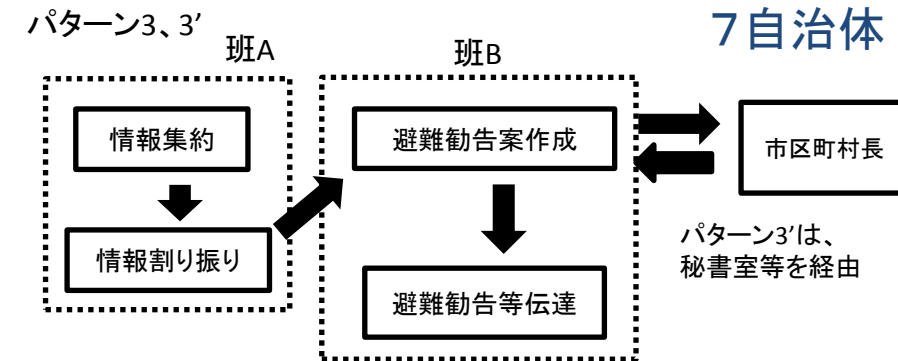 パターン3、3’
7自治体
班A
班B
情報集約
避難勧告案作成
市区町村長
情報割り振り
避難勧告等伝達
パターン3’は、
秘書室等を経由